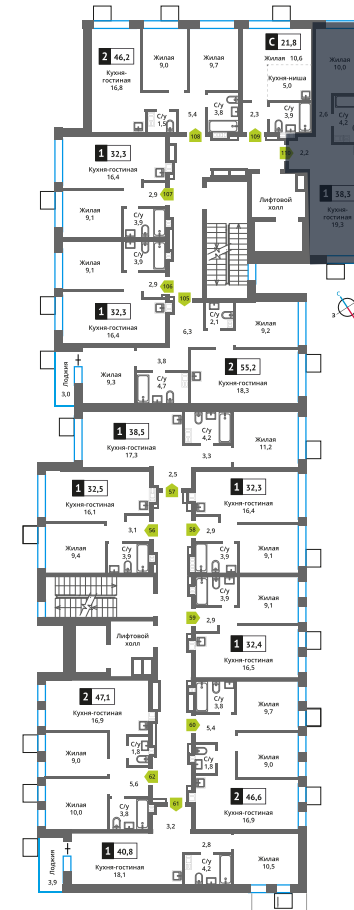 2 46,2
Кухня-
гостиная
16,8
Жилая
9,0
Жилая
9,7
С 21,8
Жилая 10,6
Кухня-ниша
5,0
Жилая
10,0
С/у
1,5
5,4
С/у
3,8
2,3
С/у
3,9
2,6
С/у
4,2
108
109
110
2,2
1 32,3
Кухня-гостиная
16,4
2,9
107
Лифтовой
холл
1 38,3
Кухня-
гостиная
19,3
Жилая
9,1
С/у
3,9
Жилая
9,1
С/у
3,9
2,9
106
105
1 32,3
Кухня-гостиная
16,4
6,3
С/у
2,1
Жилая
9,2
С
З
Лоджия
3,0
Жилая
9,3
3,8
С/у
4,7
2 55,2
Кухня-гостиная
18,3
1 38,5
Кухня-гостиная
17,3
С/у
4,2
3,3
Жилая
11,2
2,5
57
1 32,5
Кухня-гостиная
16,1
1 32,3
Кухня-гостиная
16,4
3,1
56
58
2,9
Жилая
9,4
С/у
3,9
С/у
3,9
Жилая
9,1
С/у
3,9
Жилая
9,1
59
2,9
Лифтовой
холл
1 32,4
Кухня-гостиная
16,5
2 47,1
Кухня-гостиная
16,9
С/у
3,8
Жилая
9,7
60
5,4
Жилая
9,0
С/у
1,8
С/у
1,8
Жилая
9,0
62
5,6
Жилая
10,0
С/у
3,8
61
2 46,6
Кухня-гостиная
16,9
3,2
Лоджия
3,9
1 40,8
Кухня-гостиная
18,1
2,8
С/у
4,2
Жилая
10,5